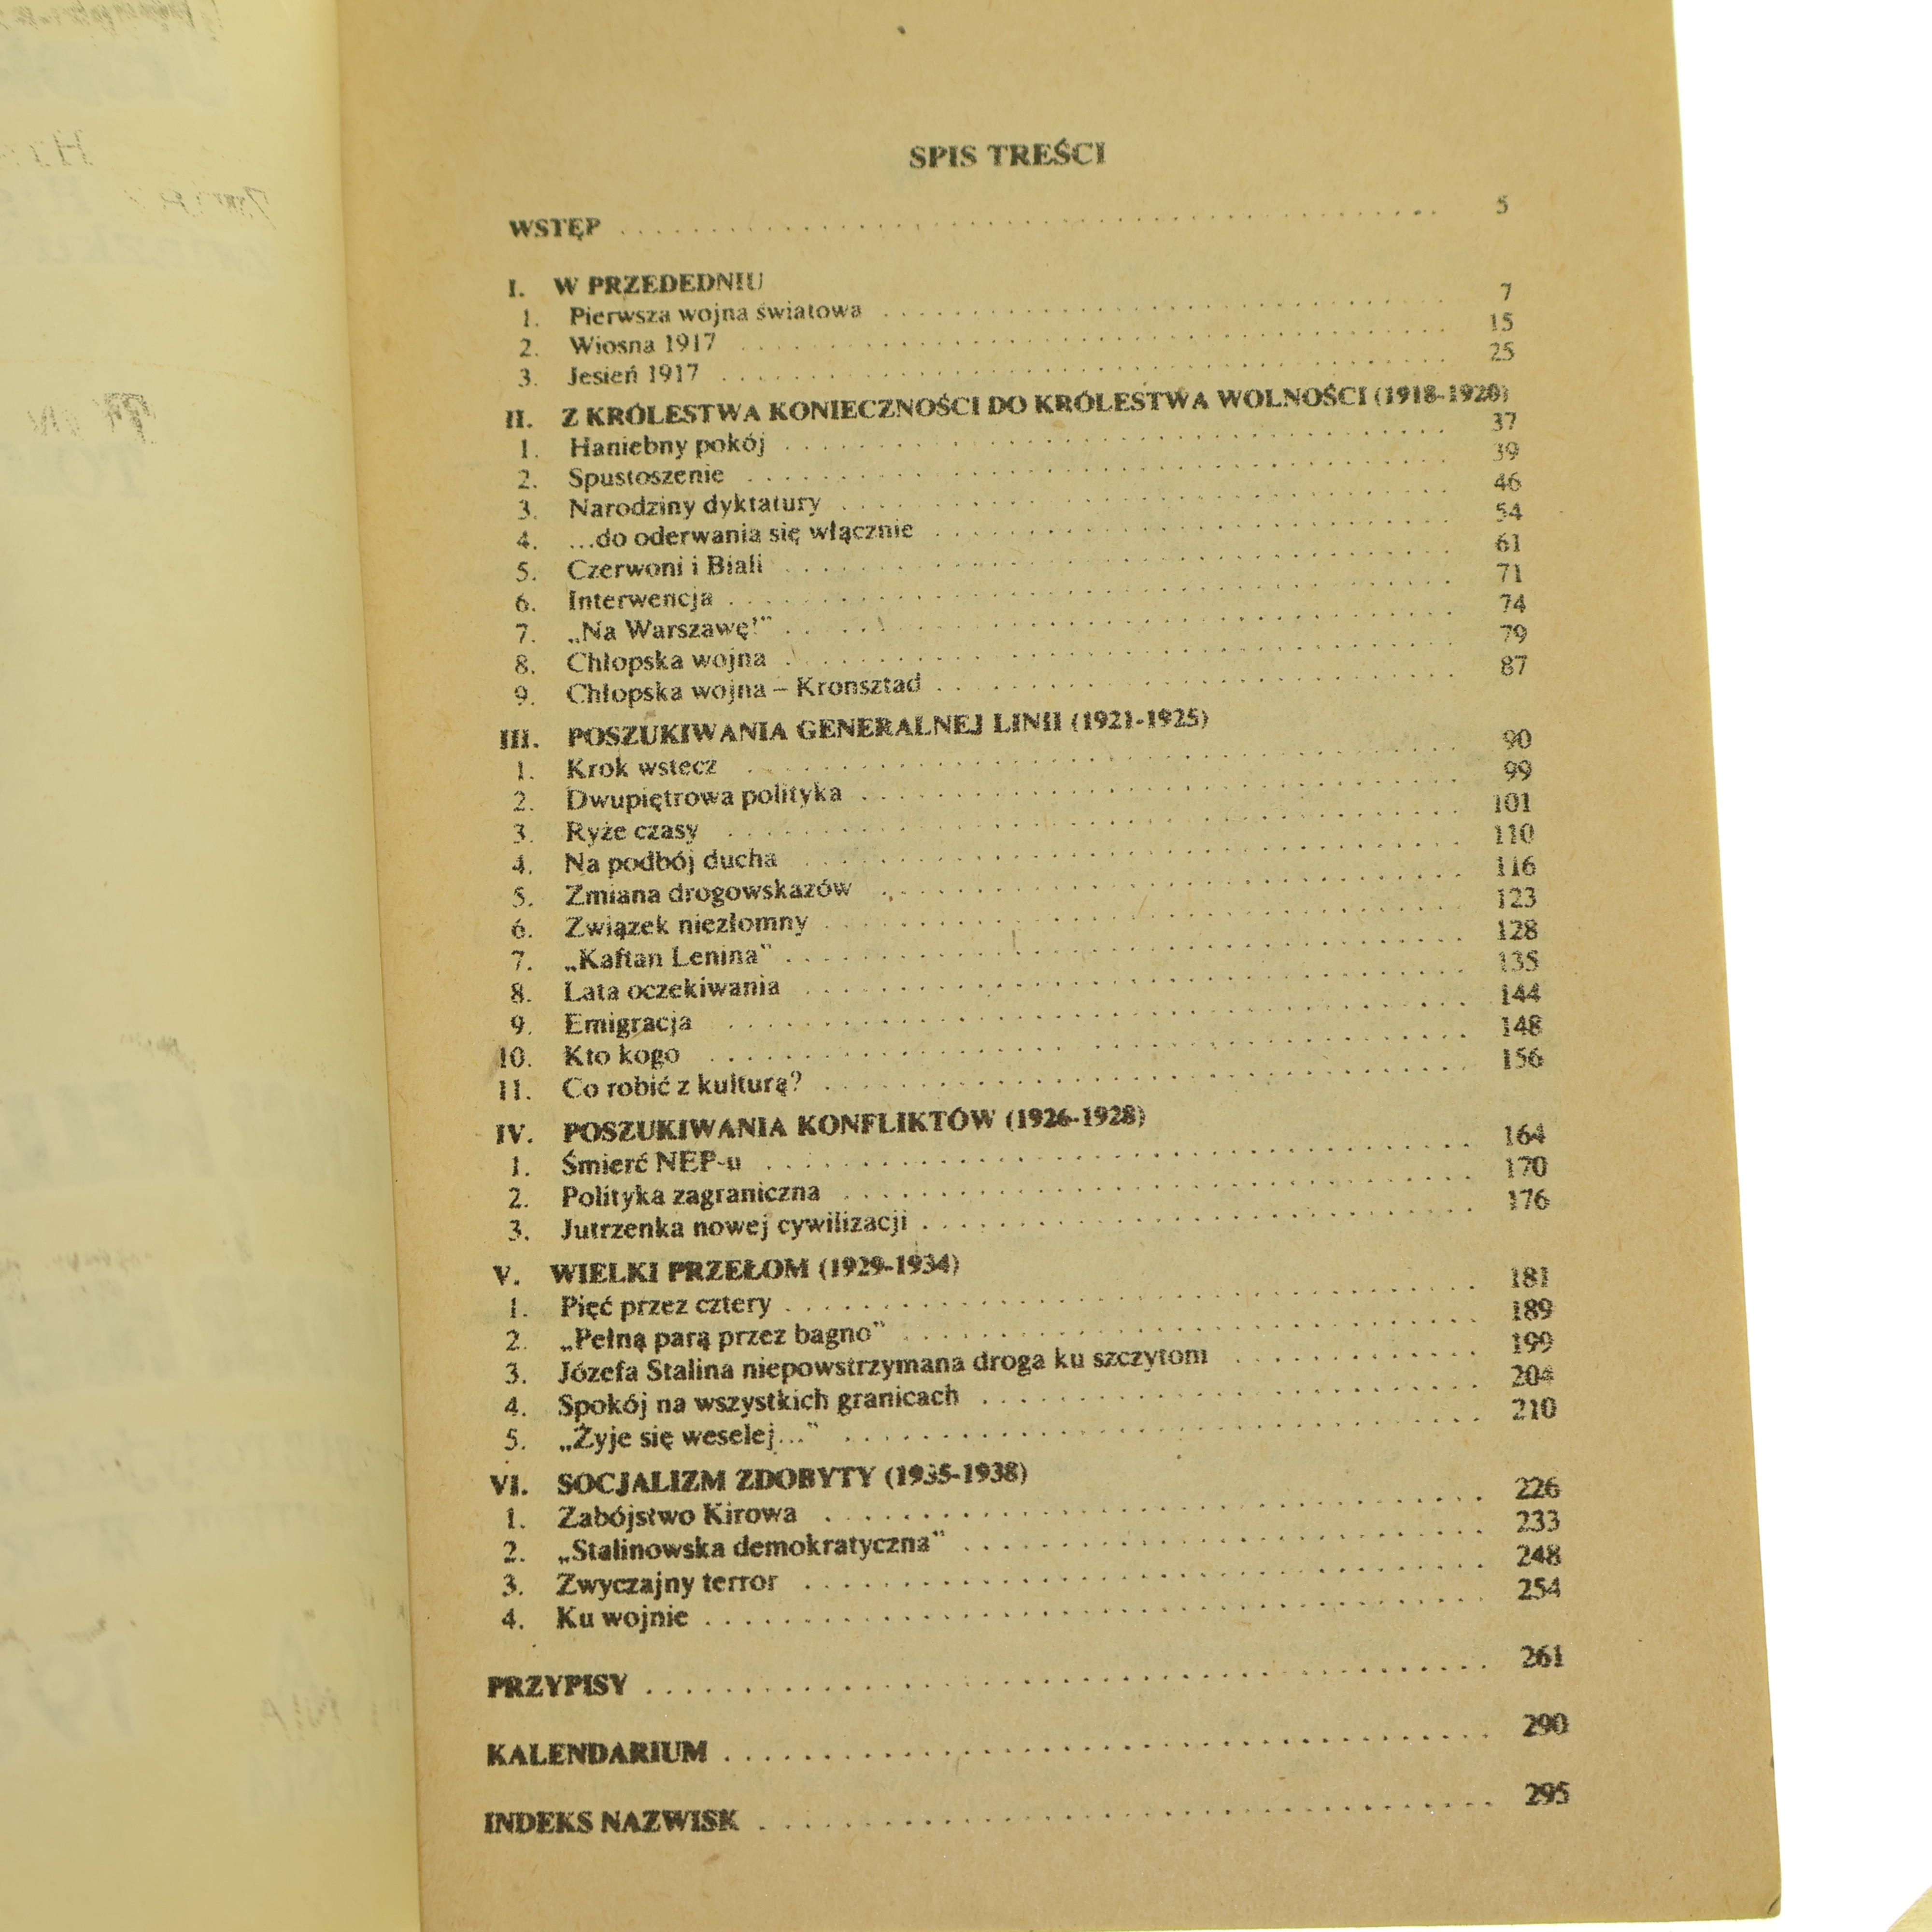 SPIS TREŚCI
WSTĘP . . . . . . . . . . 5
I. W PRZEDEDNIU
1. Pierwsza wojna światowa . . . . . . . . . . 7
2. Wiosna 1917 . . . . . . . . . . 15
3. Jesień 1917 . . . . . . . . . . 25
II. Z KRÓLESTWA KONIECZNOŚCI DO KRÓLESTWA WOLNOŚCI (1918-1920)
1. Haniebny pokój . . . . . . . . . . 37
2. Spustoszenie . . . . . . . . . . 39
3. Narodziny dyktatury . . . . . . . . . . 46
4. ...do oderwania się włącznie . . . . . . . . . . 54
5. Czerwoni i Biali . . . . . . . . . . 61
6. Interwencja . . . . . . . . . . 71
7. „Na Warszawę!” . . . . . . . . . . 74
8. Chłopska wojna . . . . . . . . . . 79
9. Chłopska wojna – Kronsztad . . . . . . . . . . 87
III. POSZUKIWANIA GENERALNEJ LINII (1921-1925)
1. Krok wstecz . . . . . . . . . . 90
2. Dwupiętrowa polityka . . . . . . . . . . 99
3. Ryże czasy . . . . . . . . . . 101
4. Na podbój ducha . . . . . . . . . . 110
5. Zmiana drogowskazów . . . . . . . . . . 116
6. Związek niezłomny . . . . . . . . . . 123
7. „Kaftan Lenina” . . . . . . . . . . 128
8. Lata oczekiwania . . . . . . . . . . 135
9. Emigracja . . . . . . . . . . 144
10. Kto kogo . . . . . . . . . . 148
11. Co robić z kulturą? . . . . . . . . . . 156
IV. POSZUKIWANIA KONFLIKTÓW (1926-1928)
1. Śmierć NEP-u . . . . . . . . . . 164
2. Polityka zagraniczna . . . . . . . . . . 170
3. Jutrzenka nowej cywilizacji . . . . . . . . . . 176
V. WIELKI PRZEŁOM (1929-1934)
1. Pięć przez cztery . . . . . . . . . . 181
2. „Pełną parą przez bagno” . . . . . . . . . . 189
3. Józefa Stalina niepowstrzymana droga ku szczytom . . . . . . . . . . 199
4. Spokój na wszystkich granicach . . . . . . . . . . 204
5. „Żyje się weselej...” . . . . . . . . . . 210
VI. SOCJALIZM ZDOBYTY (1935-1938)
1. Zabójstwo Kirowa . . . . . . . . . . 226
2. „Stalinowska demokratyczna” . . . . . . . . . . 233
3. Zwyczajny terror . . . . . . . . . . 248
4. Ku wojnie . . . . . . . . . . 254
PRZYPISY . . . . . . . . . . 261
KALENDARIUM . . . . . . . . . . 290
INDEKS NAZWISK . . . . . . . . . . 295